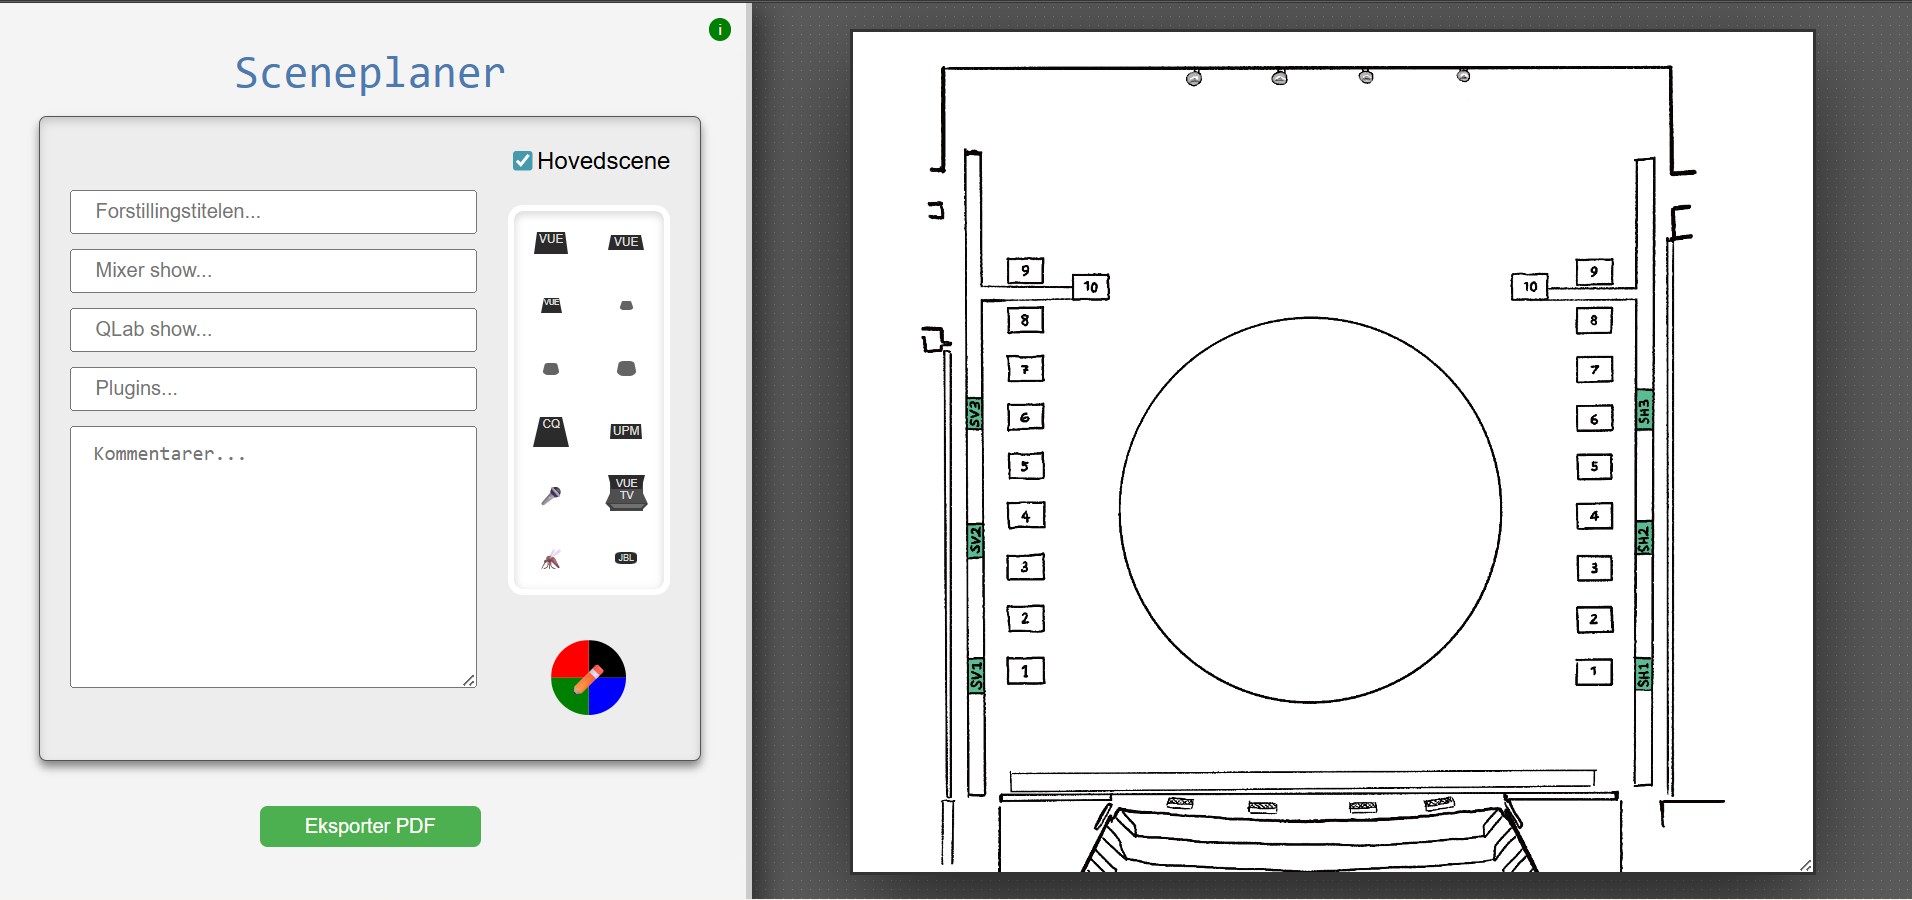 i
Sceneplaner
Hovedscene
Forstillingstitelen...
Mixer show...
QLab show...
Plugins...
Kommentarer...
VUE VUE
VUE
CQ UPM
VUE
TV
JBL
Eksporter PDF
9 9
10 10
8 8
7 7
SV3 6 6 SH3
5 5
4 4
SV2 SH2
3 3
2 2
SV1 1 1 SH1